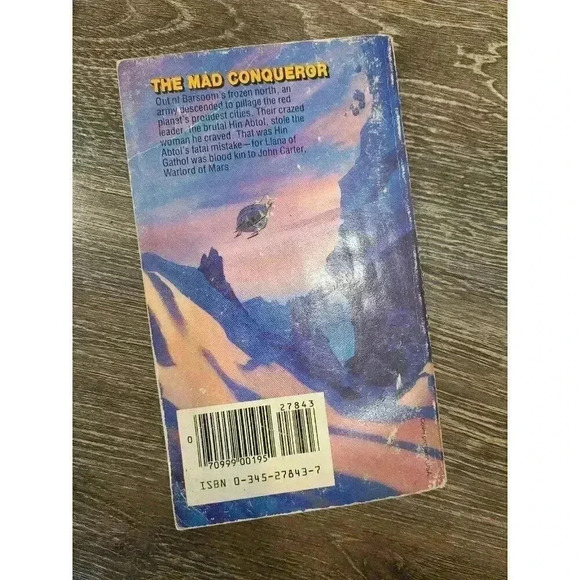 THE MAD CONQUEROR
Out of Barsoom's frozen north, an
army descended to pillage the red
planet's proudest cities. Their crazed
leader, the brutal Hin Abtol, stole the
woman he craved. That was Hin
Abtol's fatal mistake—for Llana of
Gathol was blood kin to John Carter,
Warlord of Mars
27843
0
70999 00195
ISBN 0-345-27843-7